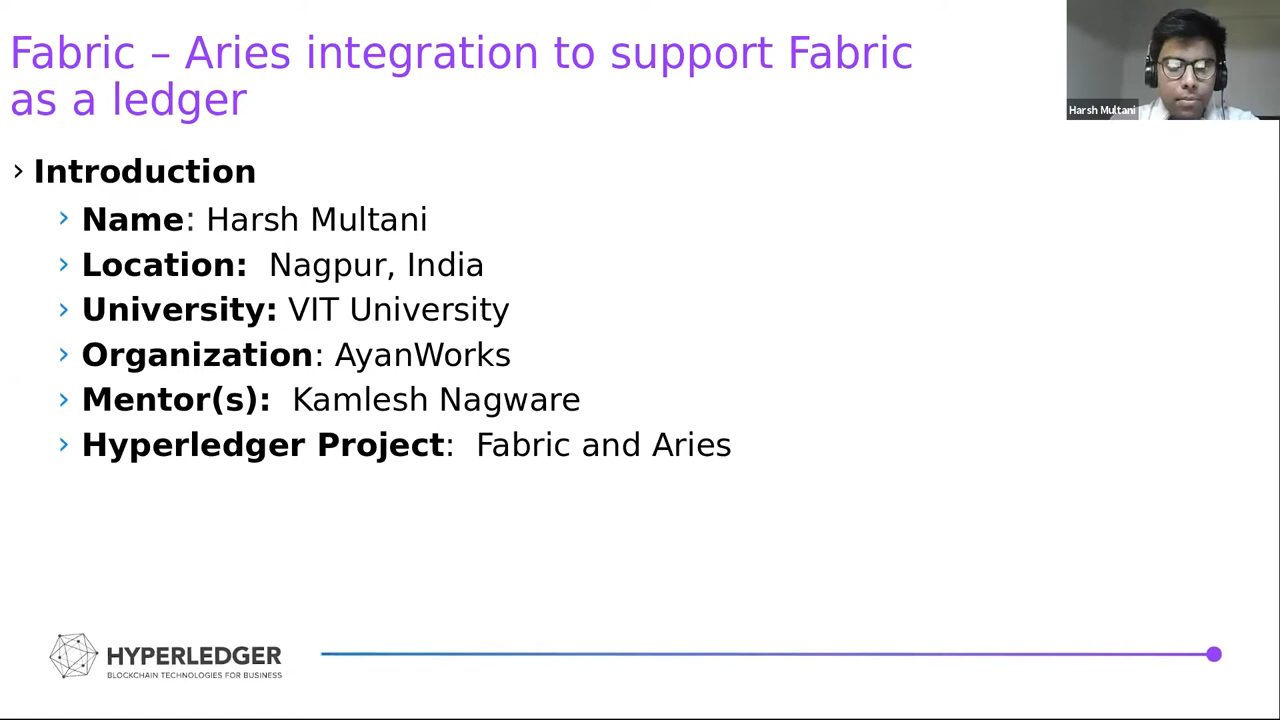 Fabric – Aries integration to support Fabric
as a ledger
Harsh Multani
› Introduction
› Name: Harsh Multani
› Location: Nagpur, India
› University: VIT University
› Organization: AyanWorks
› Mentor(s): Kamlesh Nagware
› Hyperledger Project: Fabric and Aries
HYPERLEDGER
BLOCKCHAIN TECHNOLOGIES FOR BUSINESS